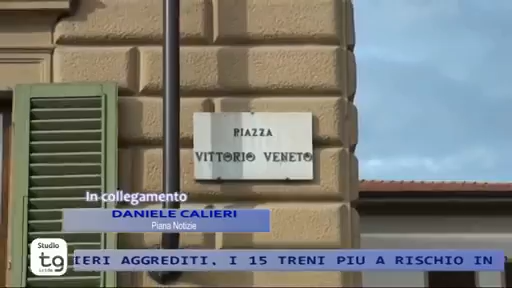 PIAZZA
VITTORIO VENETO
In collegamento
DANIELE CALIERI
Piana Notizie
Studio
tg
IERI AGGREDITI, I 15 TRENI PIU A RISCHIO IN